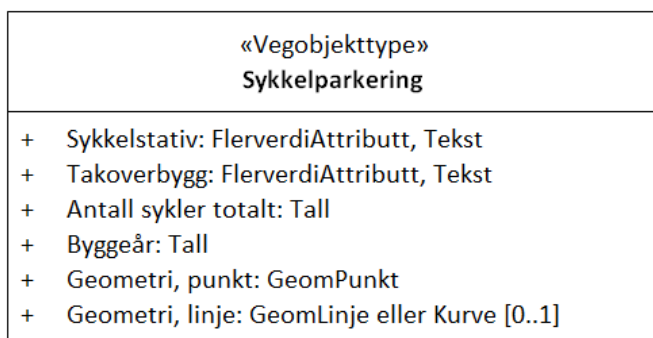 «Vegobjekttype»
Sykkelparkering
+ Sykkelstativ: FlerverdiAttributt, Tekst
+ Takoverbygg: FlerverdiAttributt, Tekst
+ Antall sykler totalt: Tall
+ Byggeår: Tall
+ Geometri, punkt: GeomPunkt
+ Geometri, linje: GeomLinje eller Kurve [0..1]